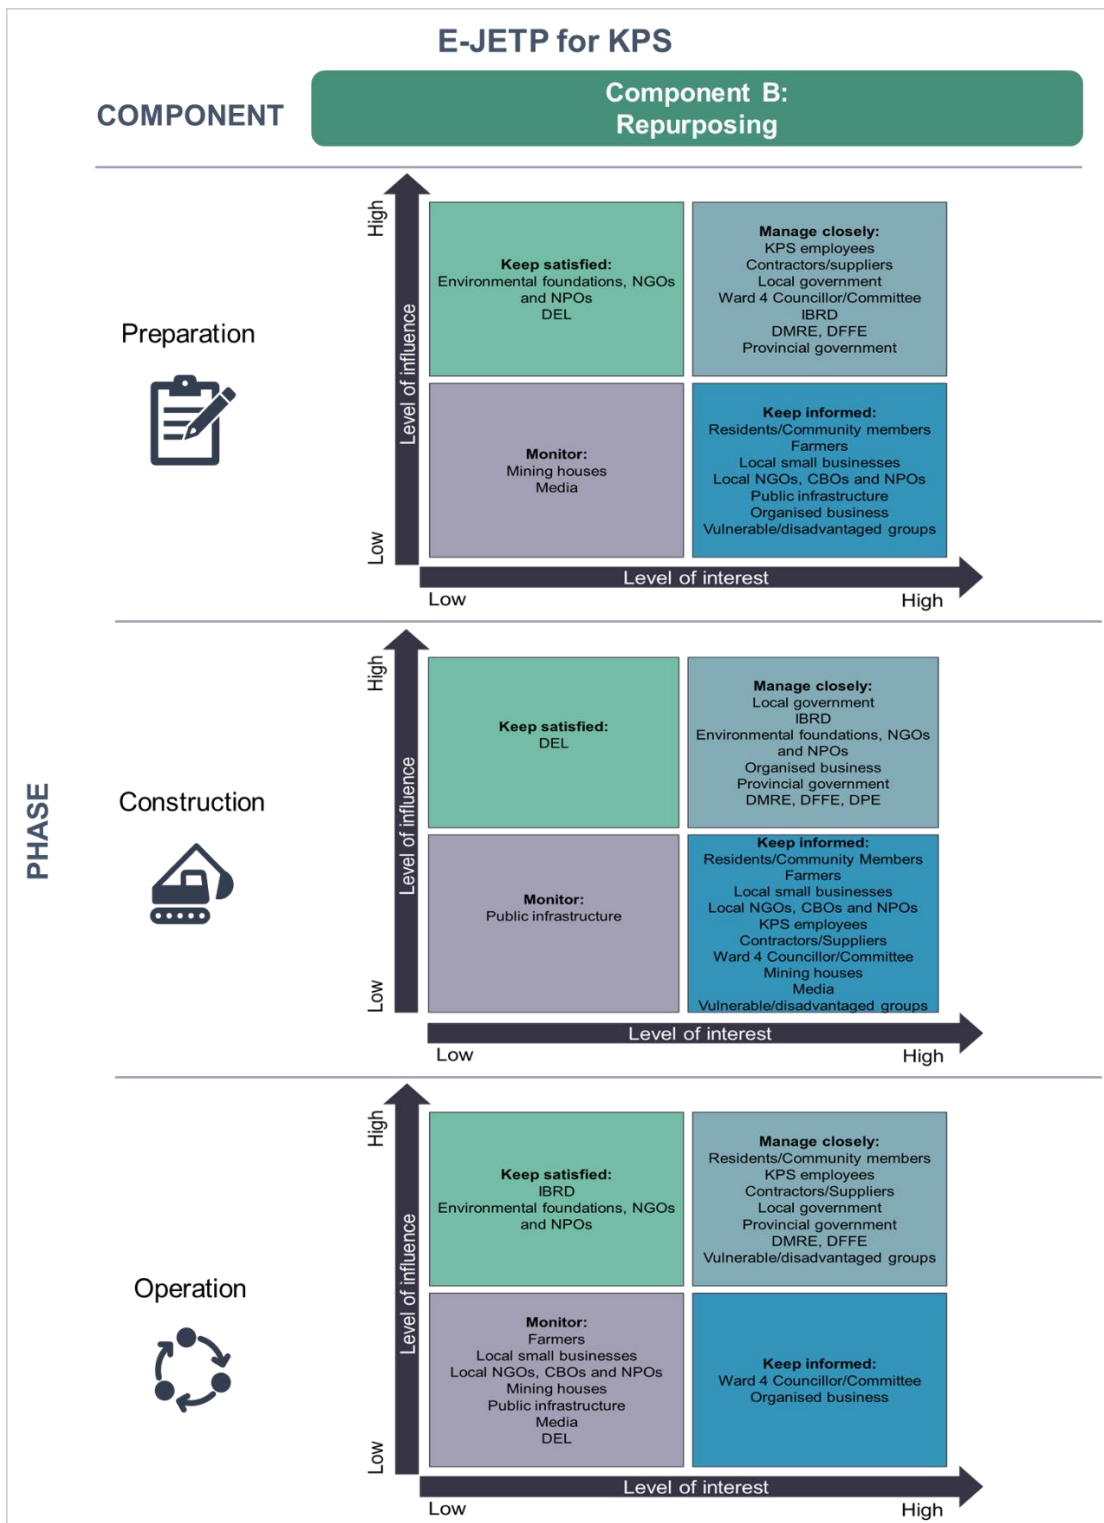 E-JETP for KPS
COMPONENT
Component B:
Repurposing
PHASE
Preparation
High
Level of influence
Low
Keep satisfied:
Environmental foundations, NGOs
and NPOs
DEL
Manage closely:
KPS employees
Contractors/suppliers
Local government
Ward 4 Councillor/Committee
IBRD
DMRE, DFFE
Provincial government
Monitor:
Mining houses
Media
Keep informed:
Residents/Community members
Farmers
Local small businesses
Local NGOs, CBOs and NPOs
Public infrastructure
Organised business
Vulnerable/disadvantaged groups
Level of interest
Low
High
Construction
High
Level of influence
Low
Keep satisfied:
DEL
Manage closely:
Local government
IBRD
Environmental foundations, NGOs
and NPOs
Organised business
Provincial government
DMRE, DFFE, DPE
Monitor:
Public infrastructure
Keep informed:
Residents/Community Members
Farmers
Local small businesses
Local NGOs, CBOs and NPOs
KPS employees
Contractors/Suppliers
Ward 4 Councillor/Committee
Mining houses
Media
Vulnerable/disadvantaged groups
Level of interest
Low
High
Operation
High
Level of influence
Low
Keep satisfied:
IBRD
Environmental foundations, NGOs
and NPOs
Manage closely:
Residents/Community members
KPS employees
Contractors/Suppliers
Local government
Provincial government
DMRE, DFFE
Vulnerable/disadvantaged groups
Monitor:
Farmers
Local small businesses
Local NGOs, CBOs and NPOs
Mining houses
Public infrastructure
Media
DEL
Keep informed:
Ward 4 Councillor/Committee
Organised business
Level of interest
Low
High